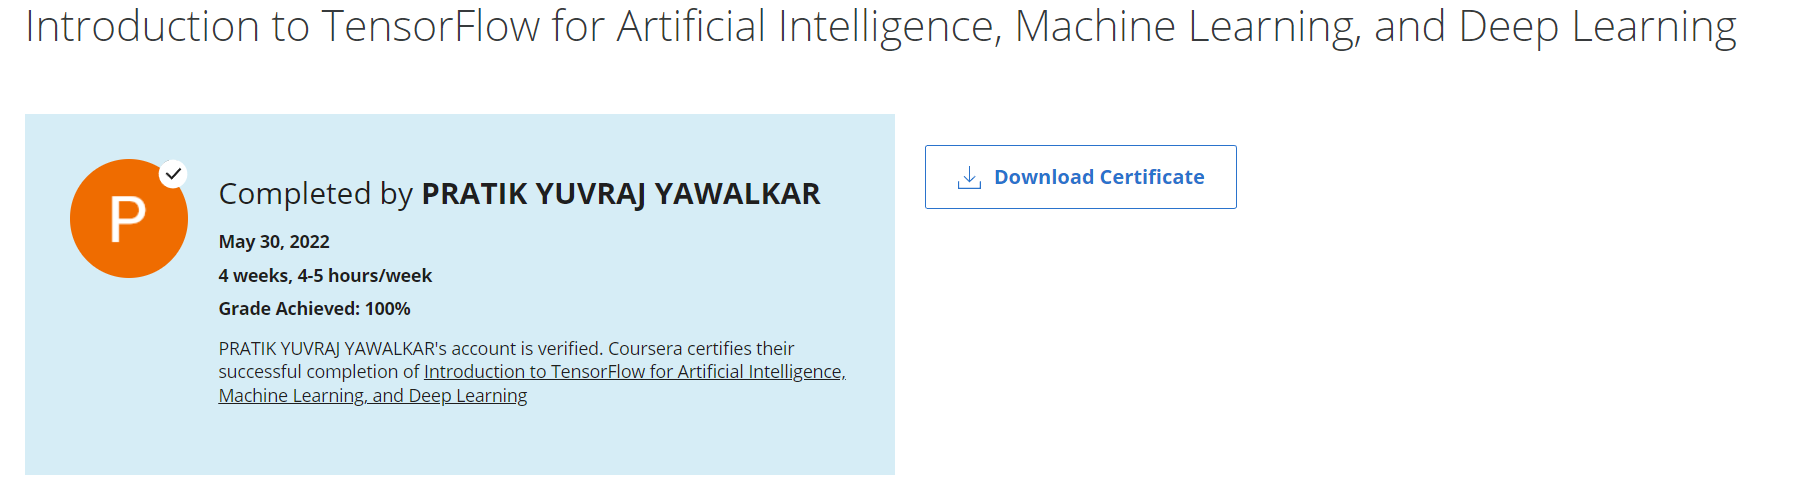 Introduction to TensorFlow for Artificial Intelligence, Machine Learning, and Deep Learning
P
Completed by PRATIK YUVRAJ YAWALKAR
May 30, 2022
4 weeks, 4-5 hours/week
Grade Achieved: 100%
PRATIK YUVRAJ YAWALKAR's account is verified. Coursera certifies their
successful completion of Introduction to TensorFlow for Artificial Intelligence,
Machine Learning, and Deep Learning
Download Certificate